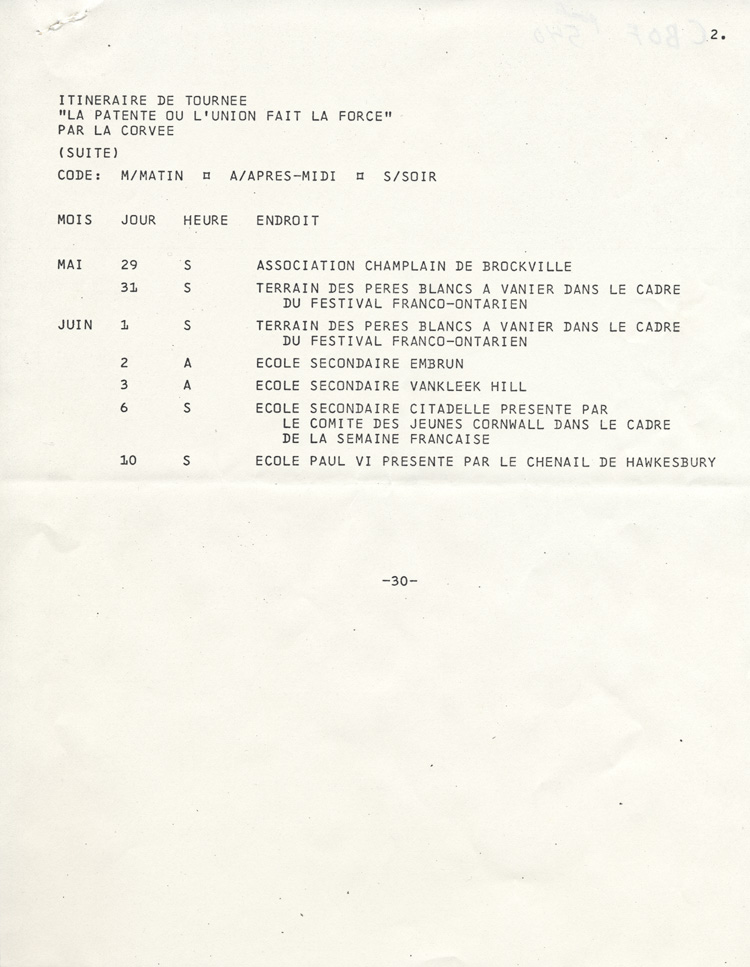 2.
ITINERAIRE DE TOURNEE
"LA PATENTE OU L'UNION FAIT LA FORCE"
PAR LA CORVEE
(SUITE)
CODE: M/MATIN ¤ A/APRES-MIDI ¤ S/SOIR
MOIS JOUR HEURE ENDROIT
MAI 29 S ASSOCIATION CHAMPLAIN DE BROCKVILLE
31 S TERRAIN DES PERES BLANCS A VANIER DANS LE CADRE
DU FESTIVAL FRANCO-ONTARIEN
JUIN 1 S TERRAIN DES PERES BLANCS A VANIER DANS LE CADRE
DU FESTIVAL FRANCO-ONTARIEN
2 A ECOLE SECONDAIRE EMBRUN
3 A ECOLE SECONDAIRE VANKLEEK HILL
6 S ECOLE SECONDAIRE CITADELLE PRESENTE PAR
LE COMITE DES JEUNES CORNWALL DANS LE CADRE
DE LA SEMAINE FRANCAISE
10 S ECOLE PAUL VI PRESENTE PAR LE CHENAIL DE HAWKESBURY
-30-